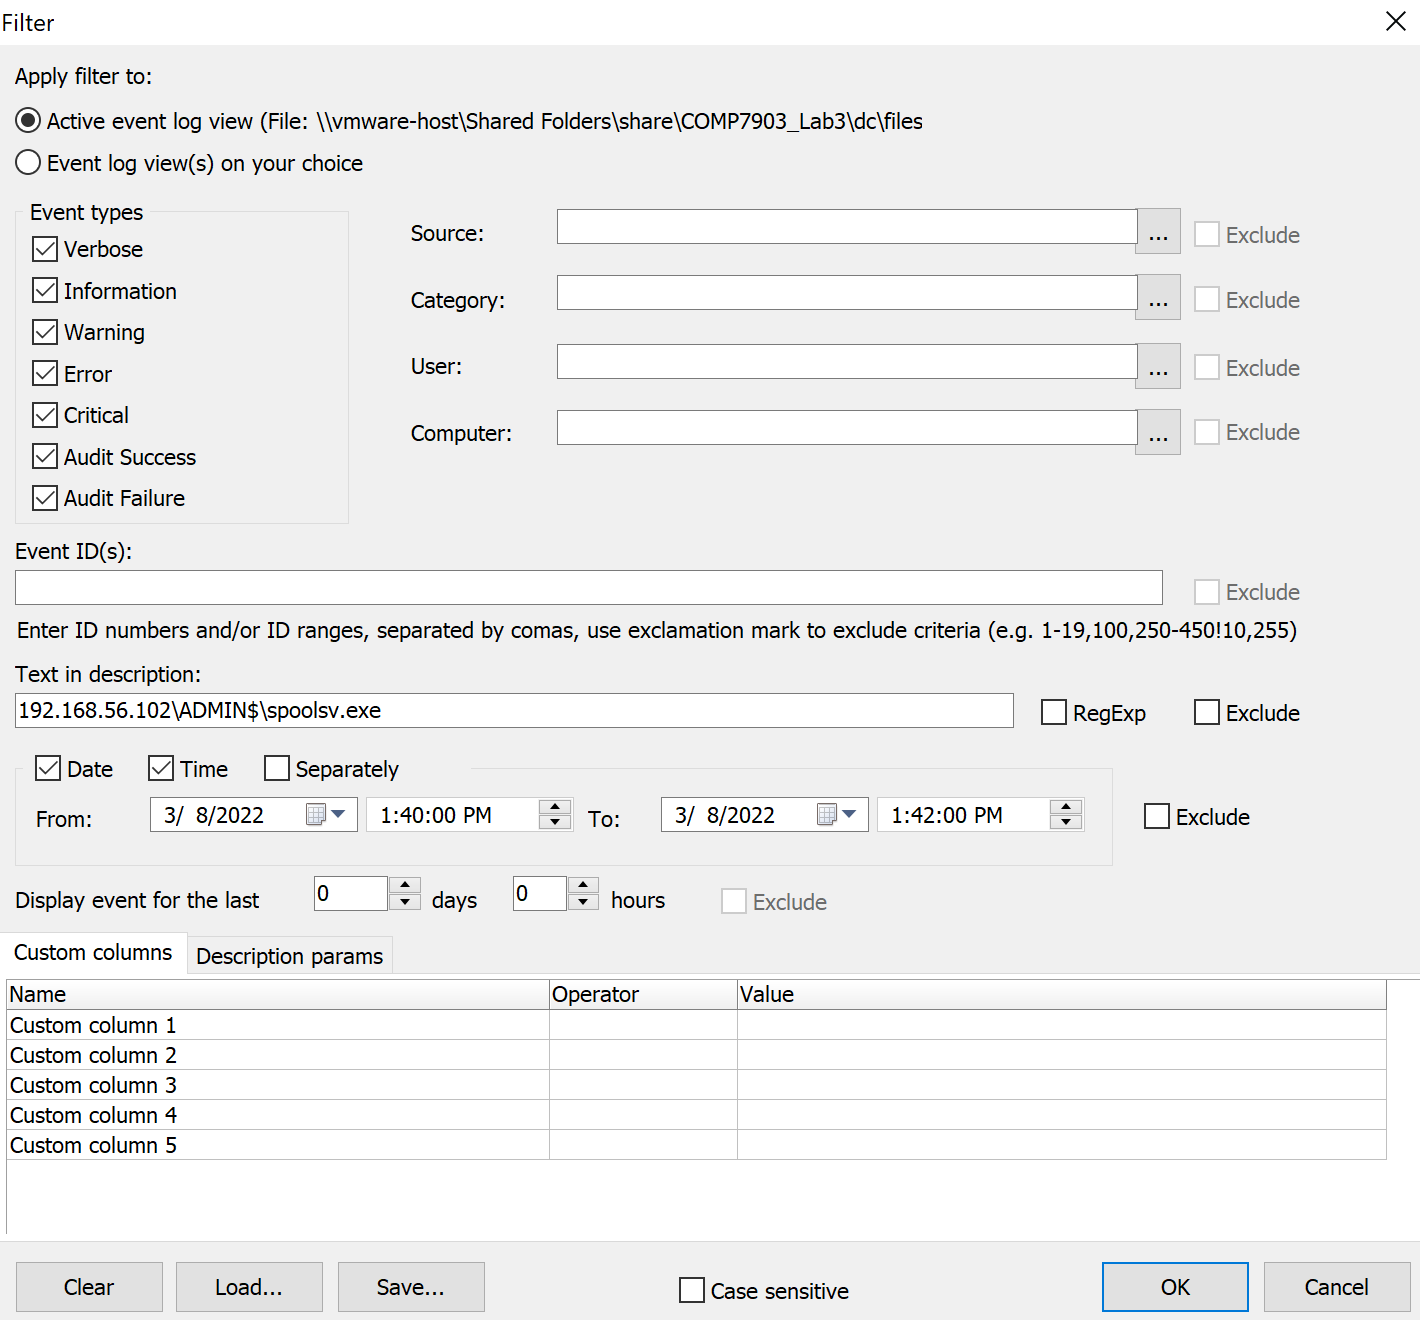 Filter
Apply filter to:
Active event log view (File: \\vmware-host\Shared Folders\share\COMP7903_Lab3\dc\files
Event log view(s) on your choice
Event types
Verbose
Information
Warning
Error
Critical
Audit Success
Audit Failure
Source: ... Exclude
Category: ... Exclude
User: ... Exclude
Computer: ... Exclude
Event ID(s):
Exclude
Enter ID numbers and/or ID ranges, separated by comas, use exclamation mark to exclude criteria (e.g. 1-19,100,250-450!10,255)
Text in description:
192.168.56.102\ADMIN$\spoolsv.exe RegExp Exclude
Date Time Separately
From: 3/ 8/2022 1:40:00 PM To: 3/ 8/2022 1:42:00 PM Exclude
Display event for the last 0 days 0 hours Exclude
Custom columns Description params
Name Operator Value
Custom column 1
Custom column 2
Custom column 3
Custom column 4
Custom column 5
Clear Load... Save... Case sensitive OK Cancel